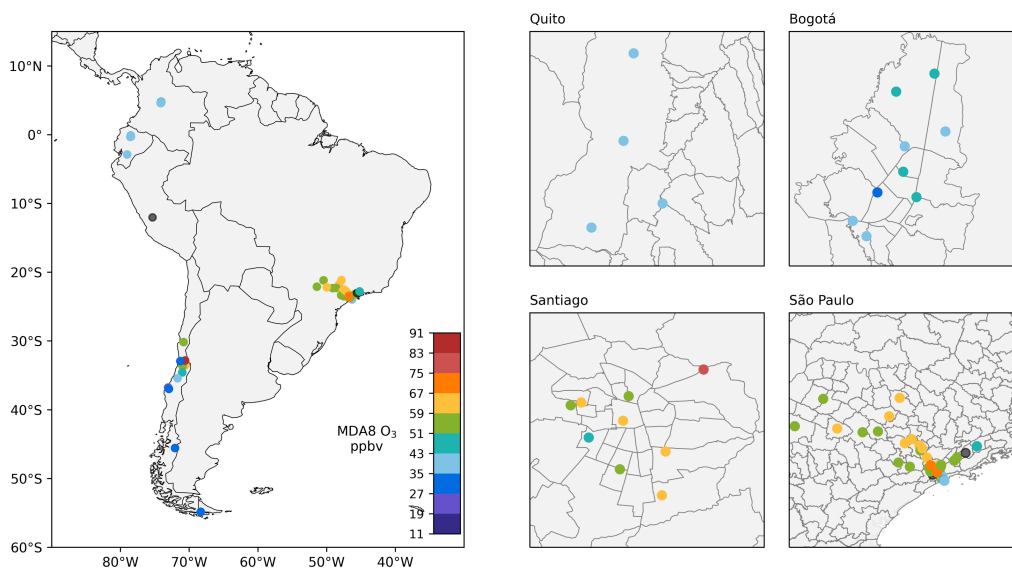 Quito
Bogotá
10°N
0°
10°S
20°S
30°S
40°S
50°S
60°S
80°W
70°W
60°W
50°W
40°W
MDA8 O₃
ppbv
91
83
75
67
59
51
43
35
27
19
11
Santiago
São Paulo